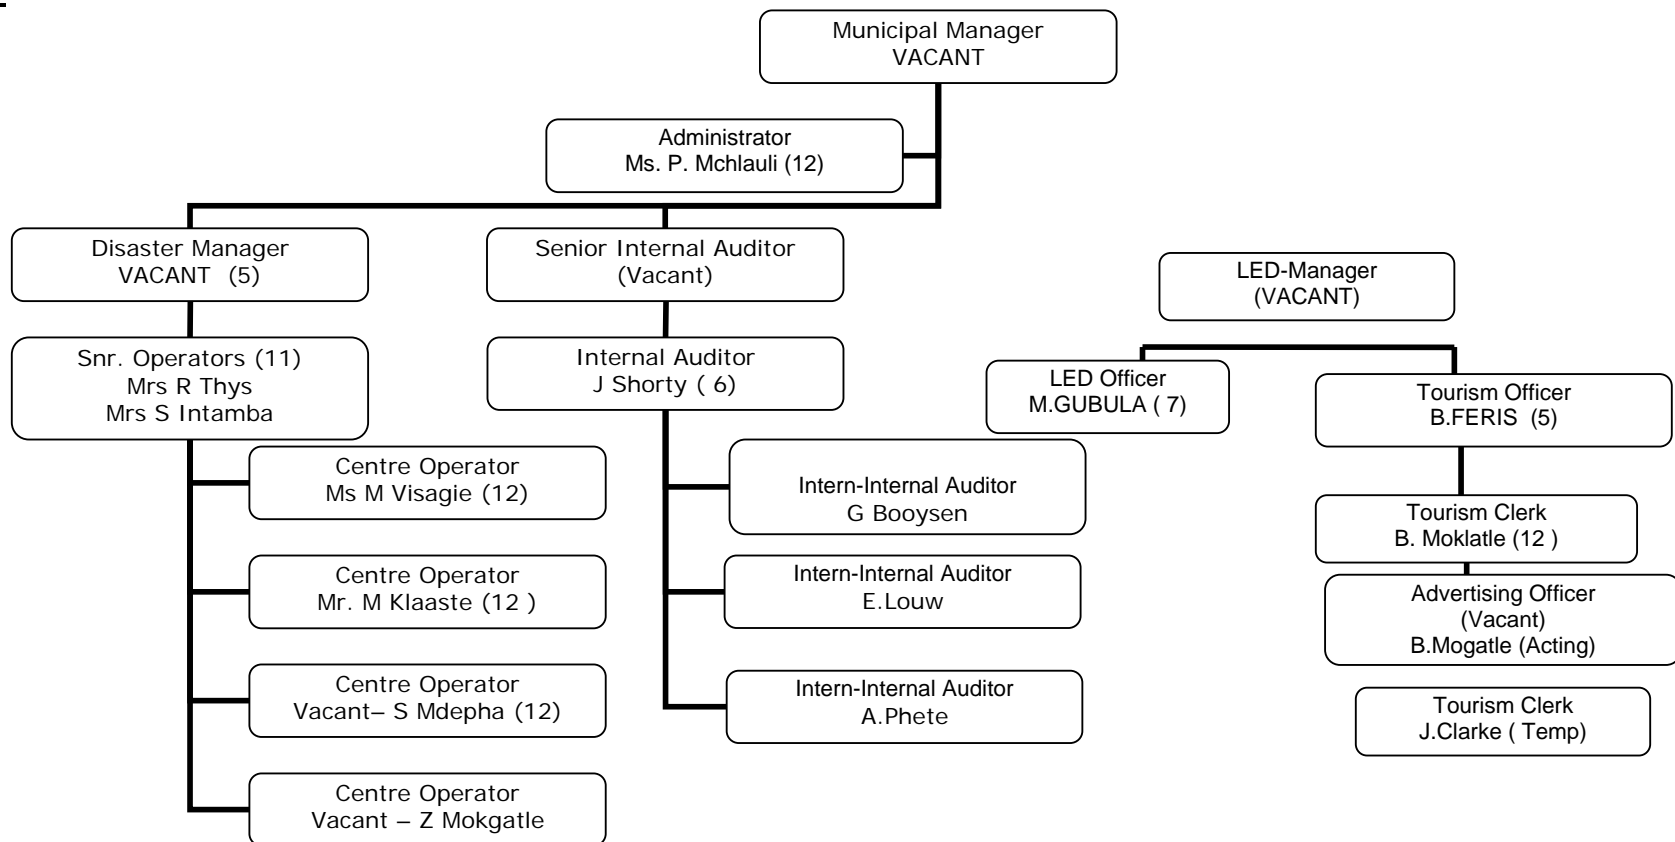 Municipal Manager
VACANT
Administrator
Ms. P. Mchlauli (12)
Disaster Manager
VACANT (5)
Senior Internal Auditor
(Vacant)
LED-Manager
(VACANT)
Snr. Operators (11)
Mrs R Thys
Mrs S Intamba
Internal Auditor
J Shorty ( 6)
LED Officer
M.GUBULA ( 7)
Tourism Officer
B.FERIS (5)
Centre Operator
Ms M Visagie (12)
Intern-Internal Auditor
G Booysen
Tourism Clerk
B. Moklatle (12 )
Centre Operator
Mr. M Klaaste (12 )
Intern-Internal Auditor
E.Louw
Advertising Officer
(Vacant)
B.Mogatle (Acting)
Centre Operator
Vacant– S Mdepha (12)
Intern-Internal Auditor
A.Phete
Tourism Clerk
J.Clarke ( Temp)
Centre Operator
Vacant – Z Mokgatle